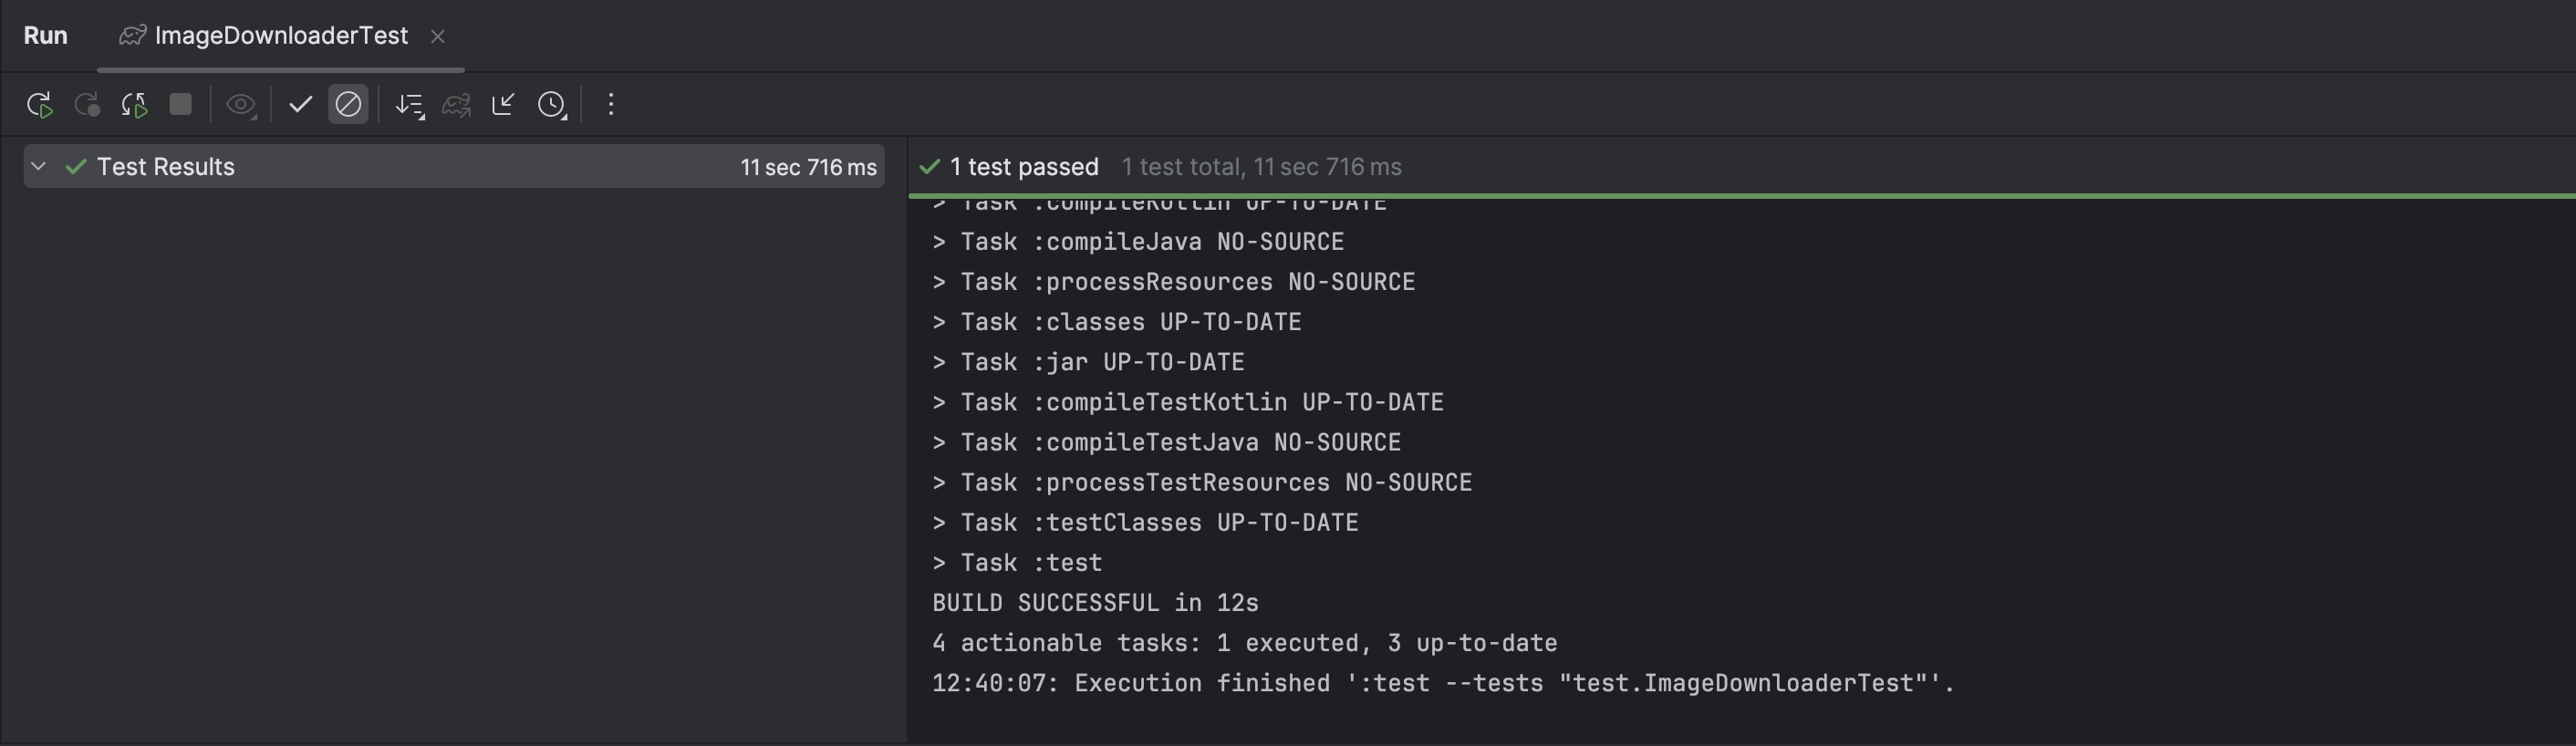 Run ImageDownloaderTest
Test Results 11 sec 716 ms
1 test passed 1 test total, 11 sec 716 ms
> Task :compileKotlin UP-TO-DATE
> Task :compileJava NO-SOURCE
> Task :processResources NO-SOURCE
> Task :classes UP-TO-DATE
> Task :jar UP-TO-DATE
> Task :compileTestKotlin UP-TO-DATE
> Task :compileTestJava NO-SOURCE
> Task :processTestResources NO-SOURCE
> Task :testClasses UP-TO-DATE
> Task :test
BUILD SUCCESSFUL in 12s
4 actionable tasks: 1 executed, 3 up-to-date
12:40:07: Execution finished ':test --tests "test.ImageDownloaderTest"'.